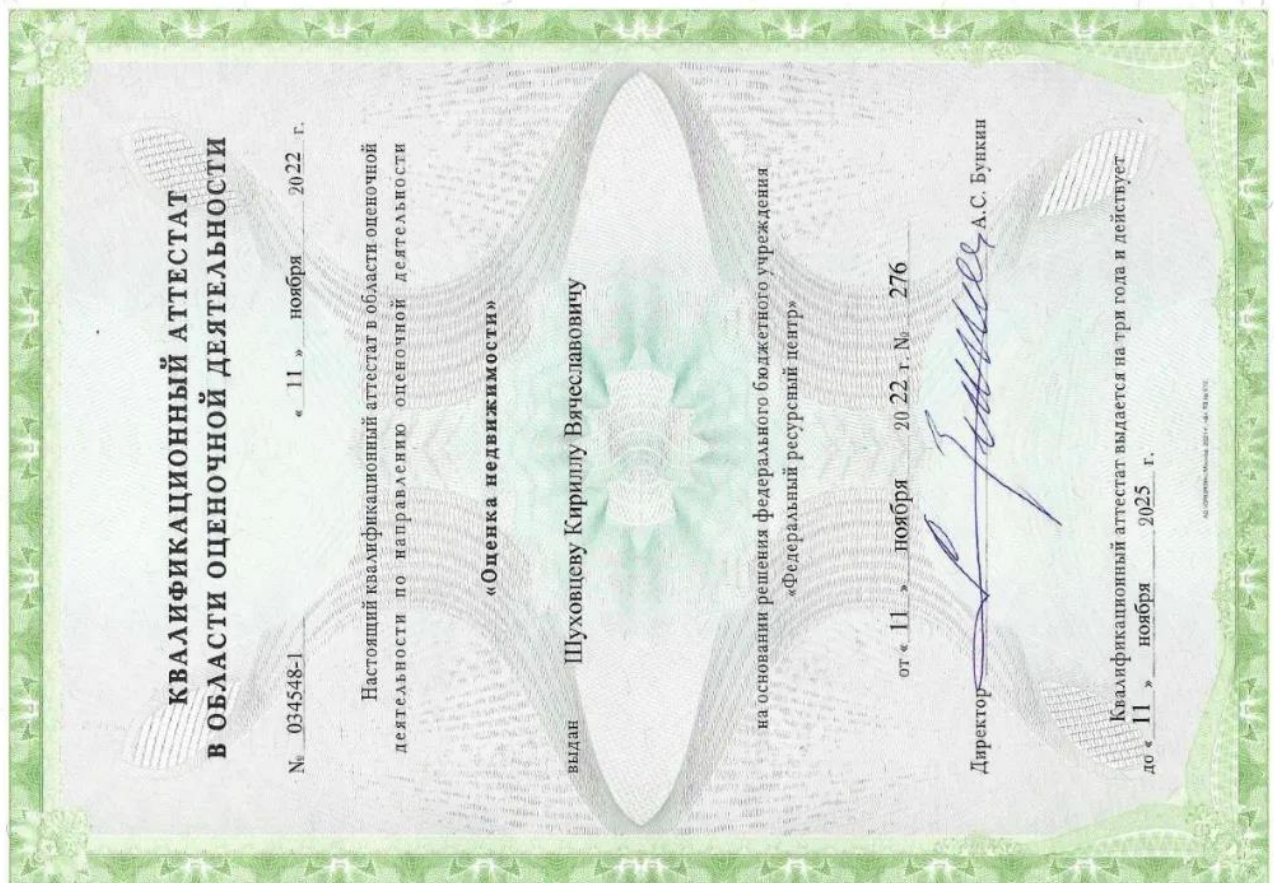 КВАЛИФИКАЦИОННЫЙ АТТЕСТАТ
В ОБЛАСТИ ОЦЕНОЧНОЙ ДЕЯТЕЛЬНОСТИ
№ 034548-1 « 11 » ноября 2022 г.
Настоящий квалификационный аттестат в области оценочной
деятельности по направлению оценочной деятельности
«Оценка недвижимости»
выдан Шуховцеву Кириллу Вячеславовичу
на основании решения федерального бюджетного учреждения
«Федеральный ресурсный центр»
от « 11 » ноября 2022 г. № 276
Директор А.С. Бункин
Квалификационный аттестат выдается на три года и действует
до « 11 » ноября 2025 г.